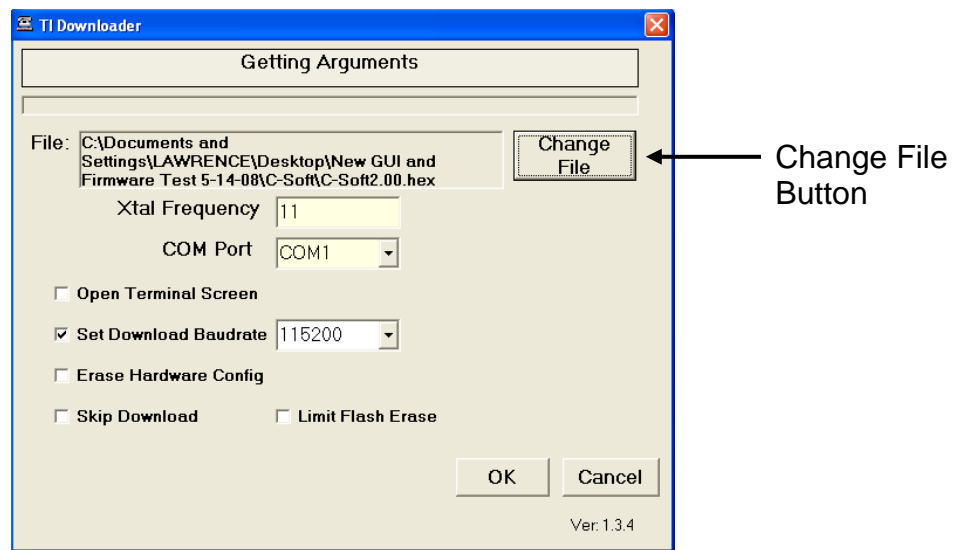 TI Downloader
Getting Arguments
File:
C:\Documents and
Settings\LAWRENCE\Desktop\New GUI and
Firmware Test 5-14-08\C-Soft\C-Soft2.00.hex
Change
File
Change File
Button
Xtal Frequency 11
COM Port COM1
Open Terminal Screen
Set Download Baudrate 115200
Erase Hardware Config
Skip Download Limit Flash Erase
OK Cancel
Ver: 1.3.4